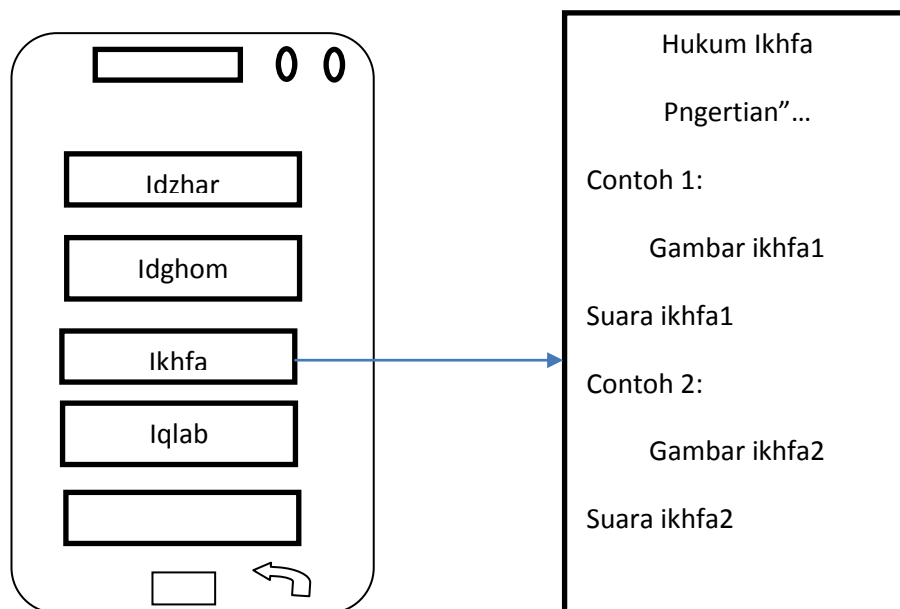 Idzhar
Idghom
Ikhfa
Iqlab
Hukum Ikhfa
Pngertian”...
Contoh 1:
Gambar ikhfa1
Suara ikhfa1
Contoh 2:
Gambar ikhfa2
Suara ikhfa2